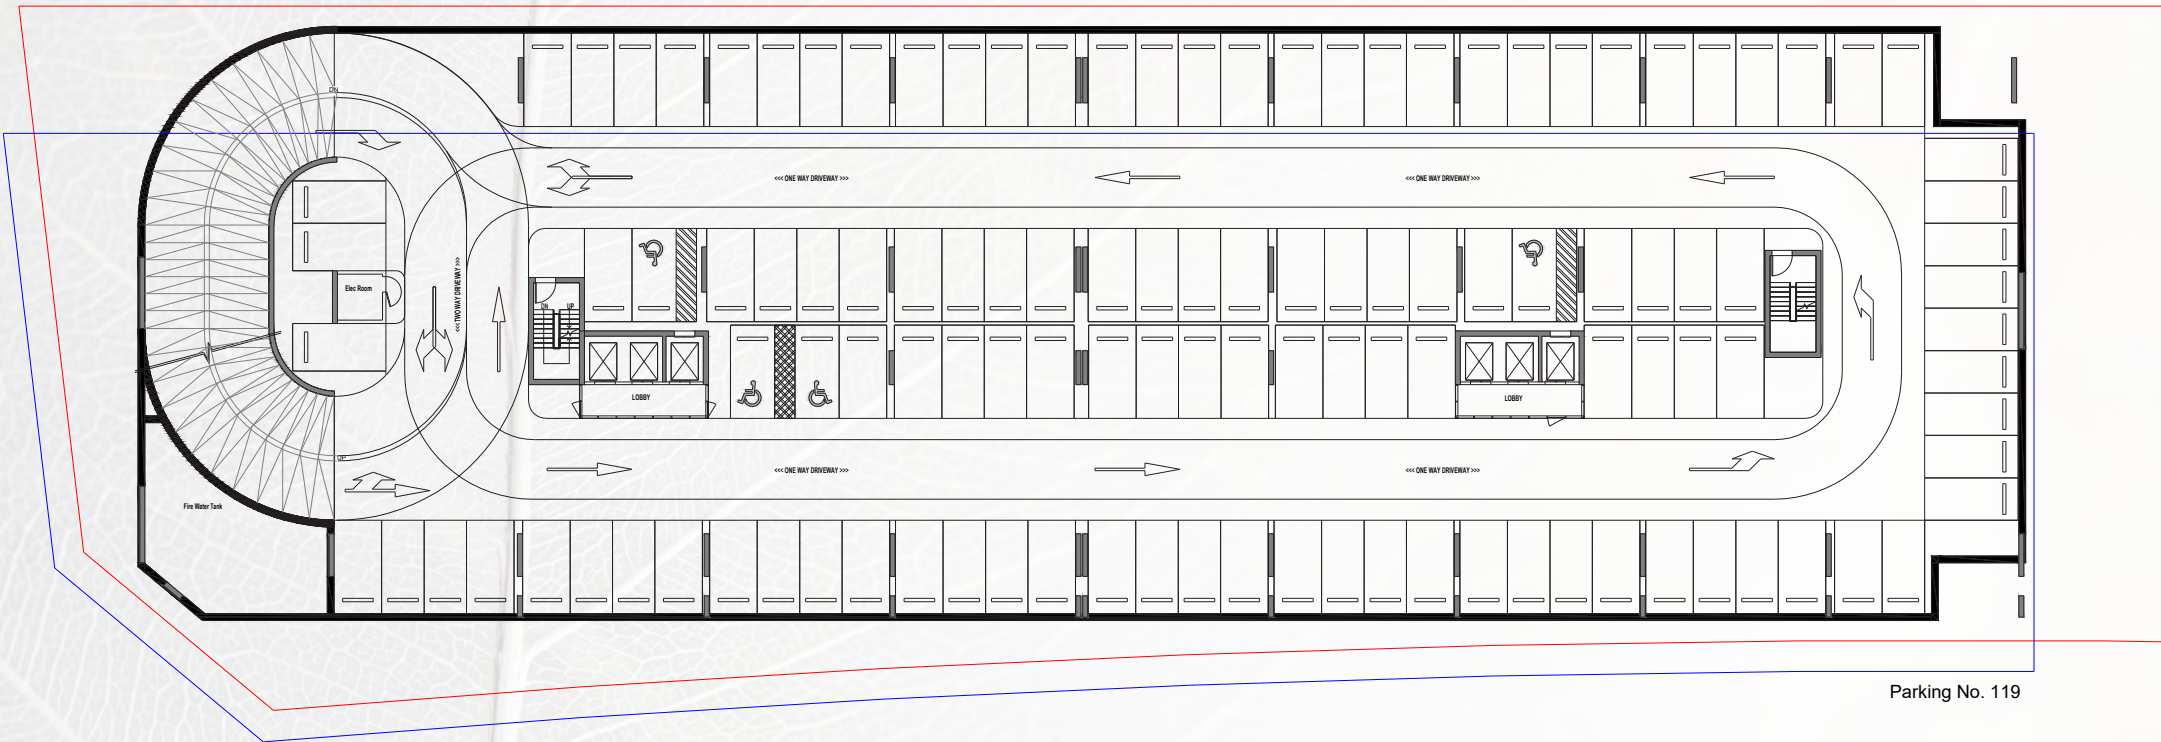 DN
<<< ONE WAY DRIVEWAY >>>
<<< ONE WAY DRIVEWAY >>>
<<< TWO WAY DRIVEWAY >>>
Elec Room
DN
UP
LOBBY
LOBBY
UP
<<< ONE WAY DRIVEWAY >>>
<<< ONE WAY DRIVEWAY >>>
Fire Water Tank
Parking No. 119